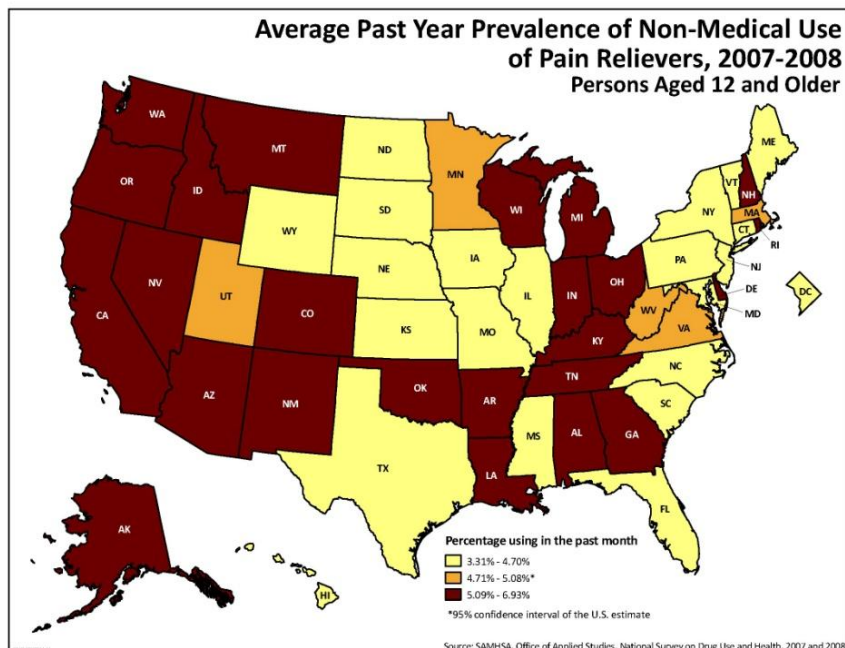 Average Past Year Prevalence of Non-Medical Use
of Pain Relievers, 2007-2008
Persons Aged 12 and Older
WA
MT
ND
MN
ME
VT
NH
OR
ID
SD
WI
MI
NY
MA
CT
RI
WY
IA
PA
NJ
NE
NV
UT
CO
IL
IN
OH
DE
DC
MD
WV
VA
CA
KS
MO
KY
NC
TN
AZ
NM
OK
AR
SC
MS
AL
GA
TX
LA
FL
AK
HI
Percentage using in the past month
3.31% - 4.70%
4.71% - 5.08%*
5.09% - 6.93%
*95% confidence interval of the U.S. estimate
Source: SAMHSA, Office of Applied Studies, National Survey on Drug Use and Health, 2007 and 2008